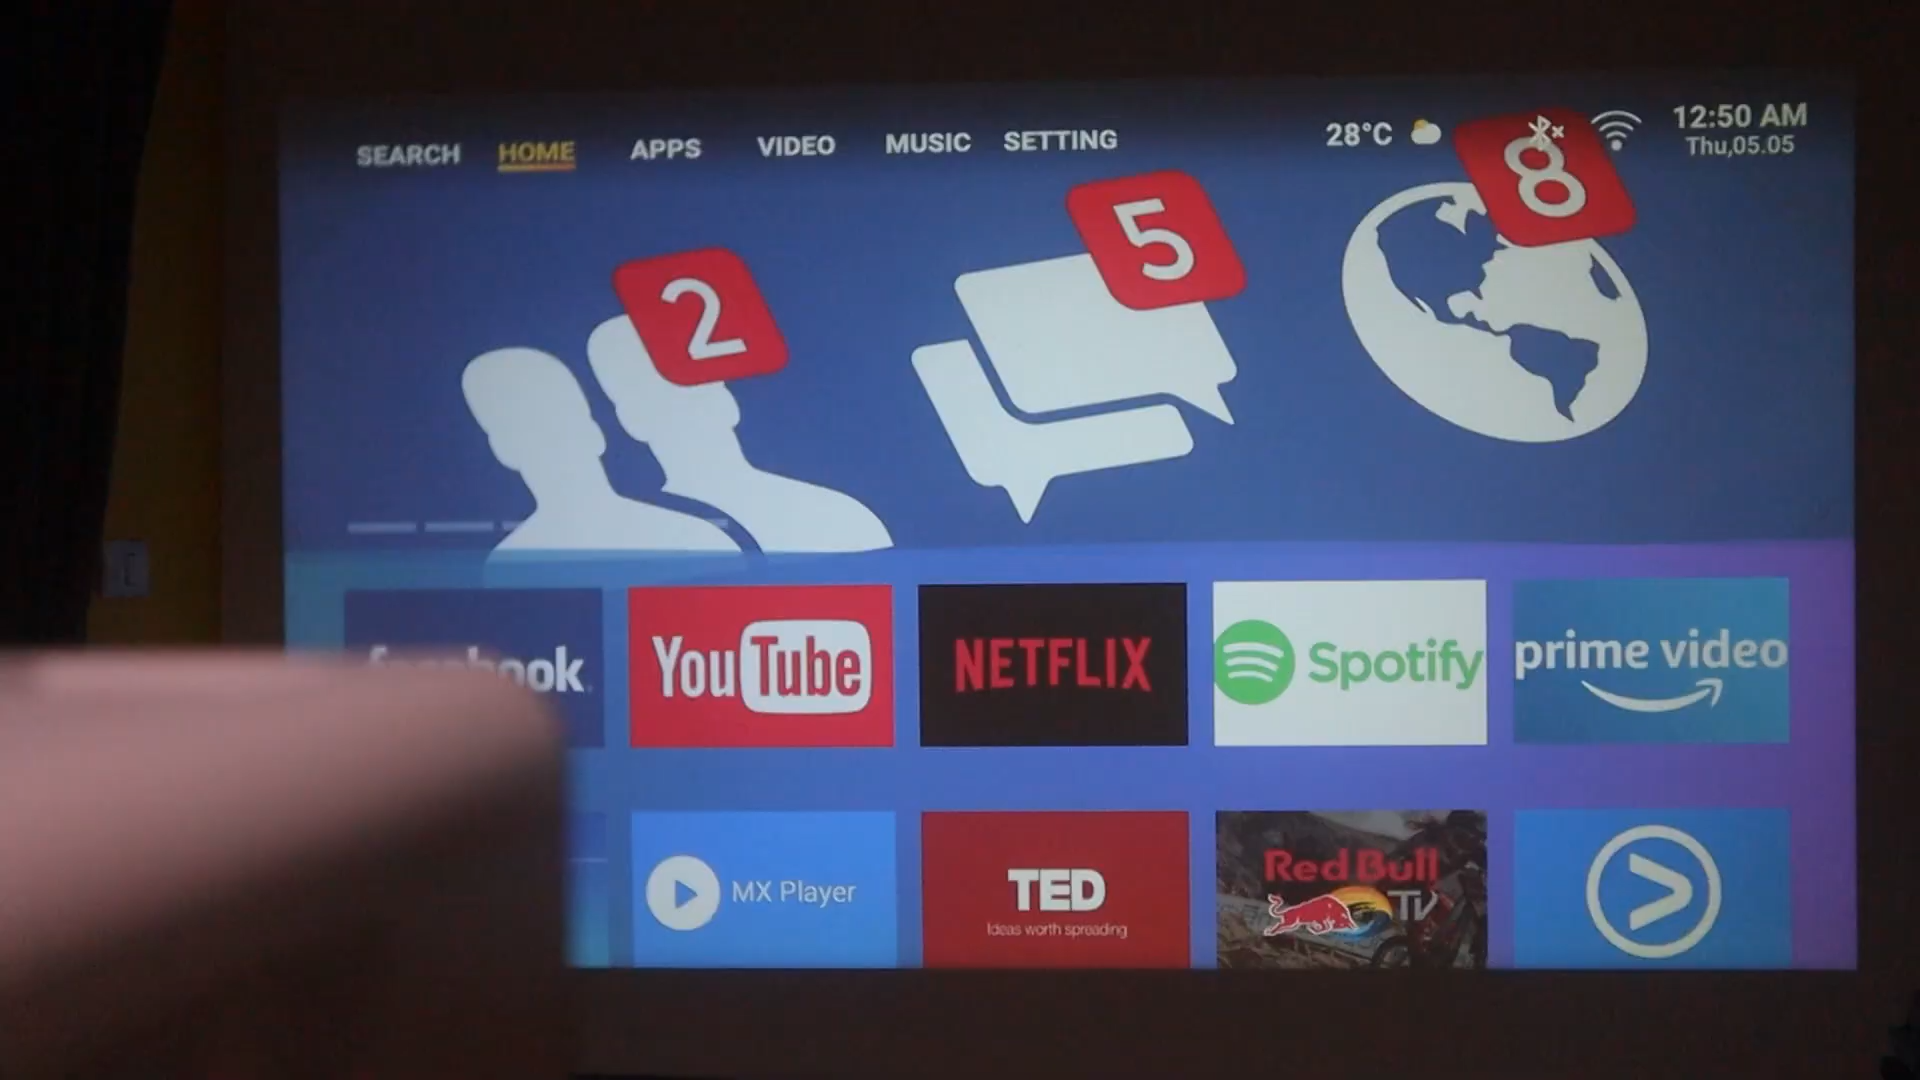 SEARCH HOME APPS VIDEO MUSIC SETTING 28°C 12:50 AM
Thu,05.05
2 5 8
YouTube NETFLIX Spotify prime video
MX Player TED Red Bull
TV
Ideas worth spreading